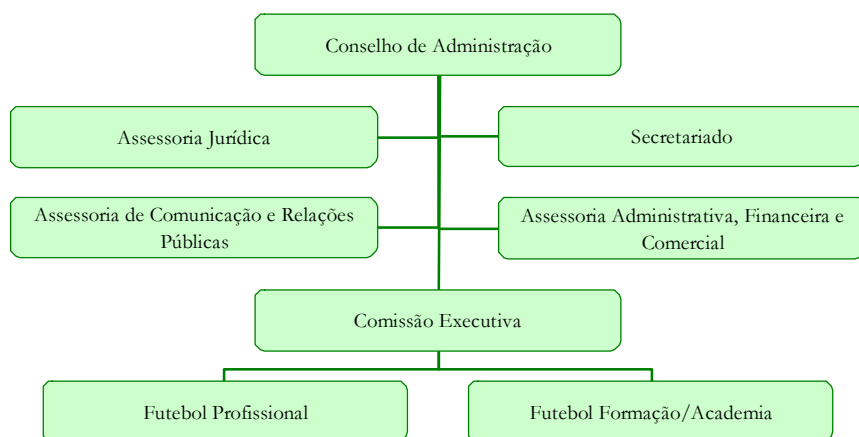 Conselho de Administração
Assessoria Jurídica
Secretariado
Assessoria de Comunicação e Relações
Públicas
Assessoria Administrativa, Financeira e
Comercial
Comissão Executiva
Futebol Profissional
Futebol Formação/Academia